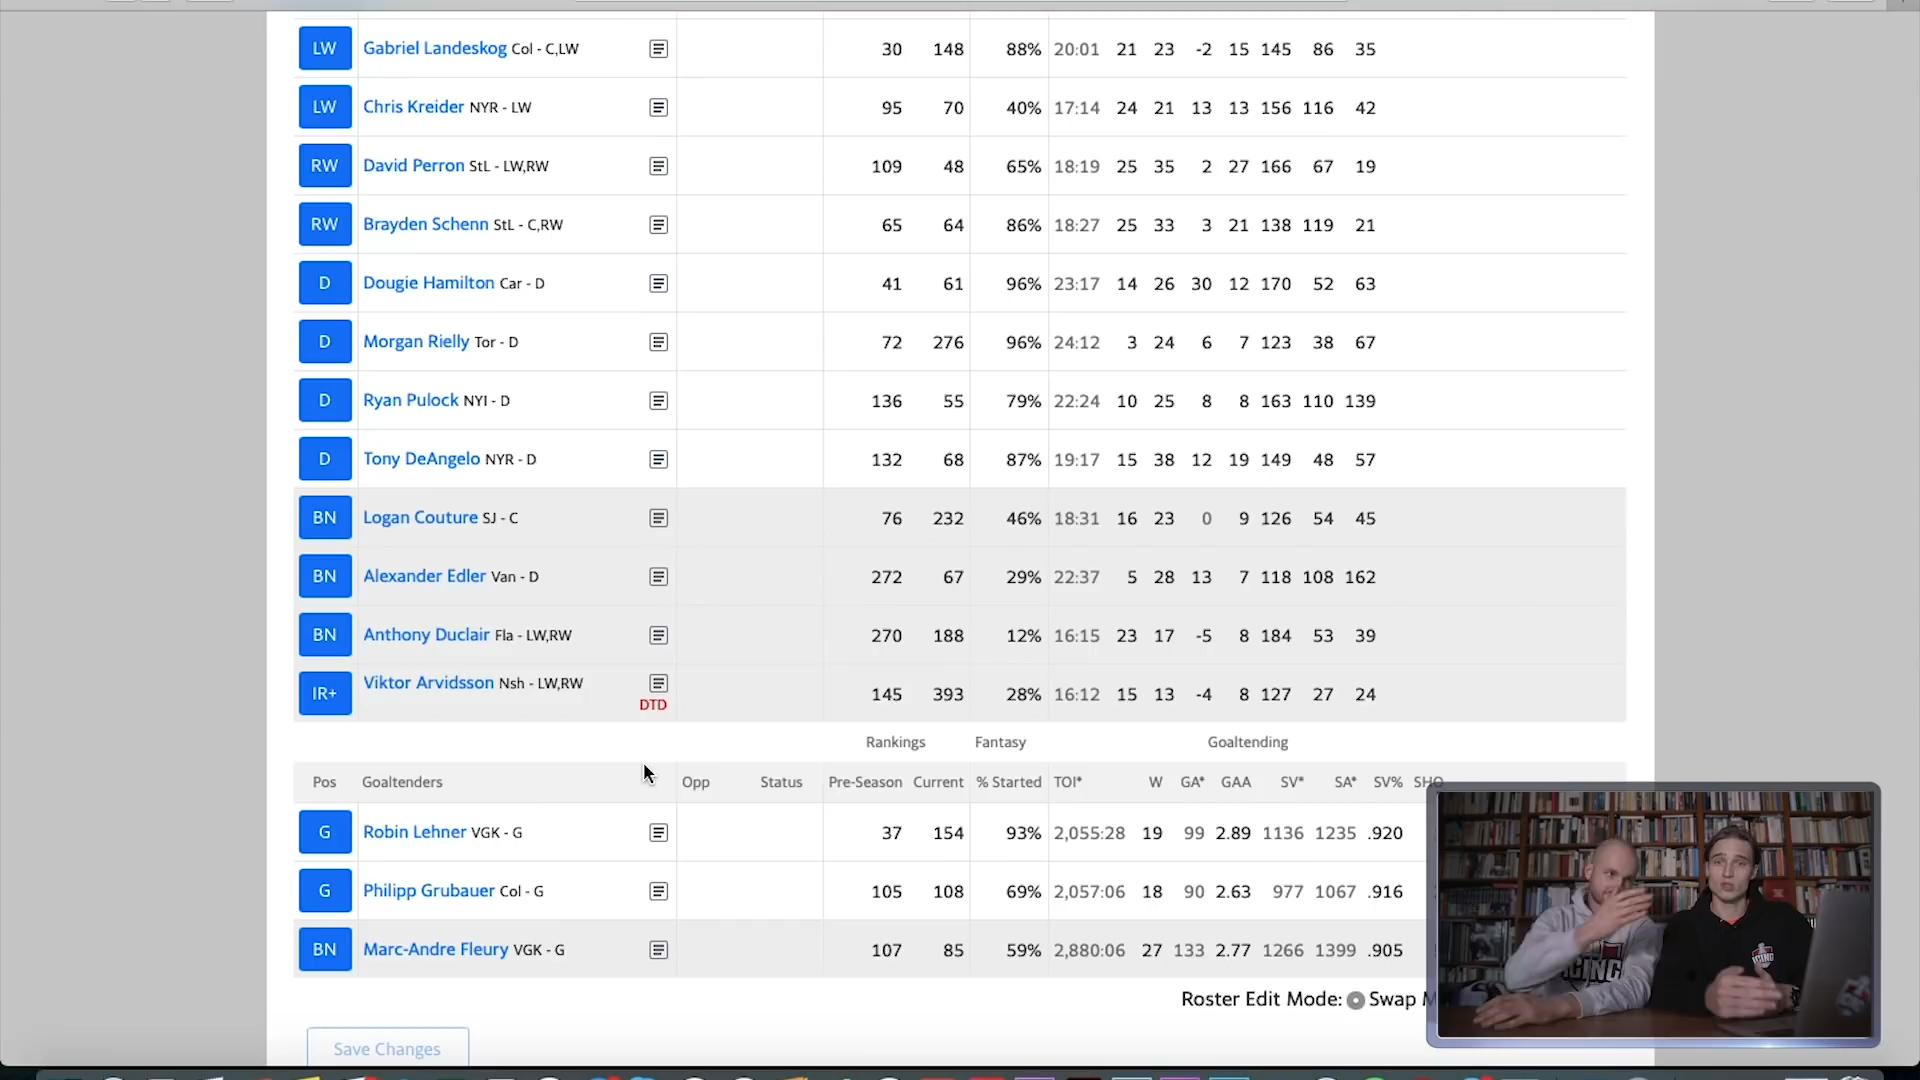 LW Gabriel Landeskog Col - C,LW 30 148 88% 20:01 21 23 -2 15 145 86 35
LW Chris Kreider NYR - LW 95 70 40% 17:14 24 21 13 13 156 116 42
RW David Perron StL - LW,RW 109 48 65% 18:19 25 35 2 27 166 67 19
RW Brayden Schenn StL - C,RW 65 64 86% 18:27 25 33 3 21 138 119 21
D Dougie Hamilton Car - D 41 61 96% 23:17 14 26 30 12 170 52 63
D Morgan Rielly Tor - D 72 276 96% 24:12 3 24 6 7 123 38 67
D Ryan Pulock NYI - D 136 55 79% 22:24 10 25 8 8 163 110 139
D Tony DeAngelo NYR - D 132 68 87% 19:17 15 38 12 19 149 48 57
BN Logan Couture SJ - C 76 232 46% 18:31 16 23 0 9 126 54 45
BN Alexander Edler Van - D 272 67 29% 22:37 5 28 13 7 118 108 162
BN Anthony Duclair Fla - LW,RW 270 188 12% 16:15 23 17 -5 8 184 53 39
IR+ Viktor Arvidsson Nsh - LW,RW 145 393 28% 16:12 15 13 -4 8 127 27 24
DTD
Rankings Fantasy Goaltending
Pos Goaltenders Opp Status Pre-Season Current % Started TOI* W GA* GAA SV* SA* SV% SHO
G Robin Lehner VGK - G 37 154 93% 2,055:28 19 99 2.89 1136 1235 .920
G Philipp Grubauer Col - G 105 108 69% 2,057:06 18 90 2.63 977 1067 .916
BN Marc-Andre Fleury VGK - G 107 85 59% 2,880:06 27 133 2.77 1266 1399 .905
Roster Edit Mode: Swap M
Save Changes
ICING
ICING